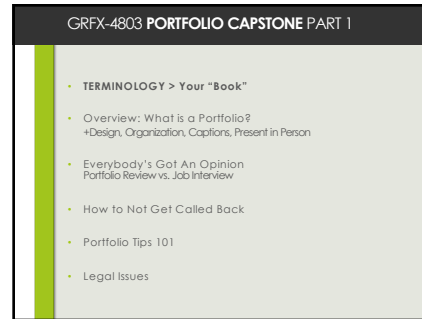 GRFX-4803 PORTFOLIO CAPSTONE PART 1
• TERMINOLOGY > Your “Book”
• Overview: What is a Portfolio?
+Design, Organization, Captions, Present in Person
• Everybody’s Got An Opinion
Portfolio Review vs. Job Interview
• How to Not Get Called Back
• Portfolio Tips 101
• Legal Issues